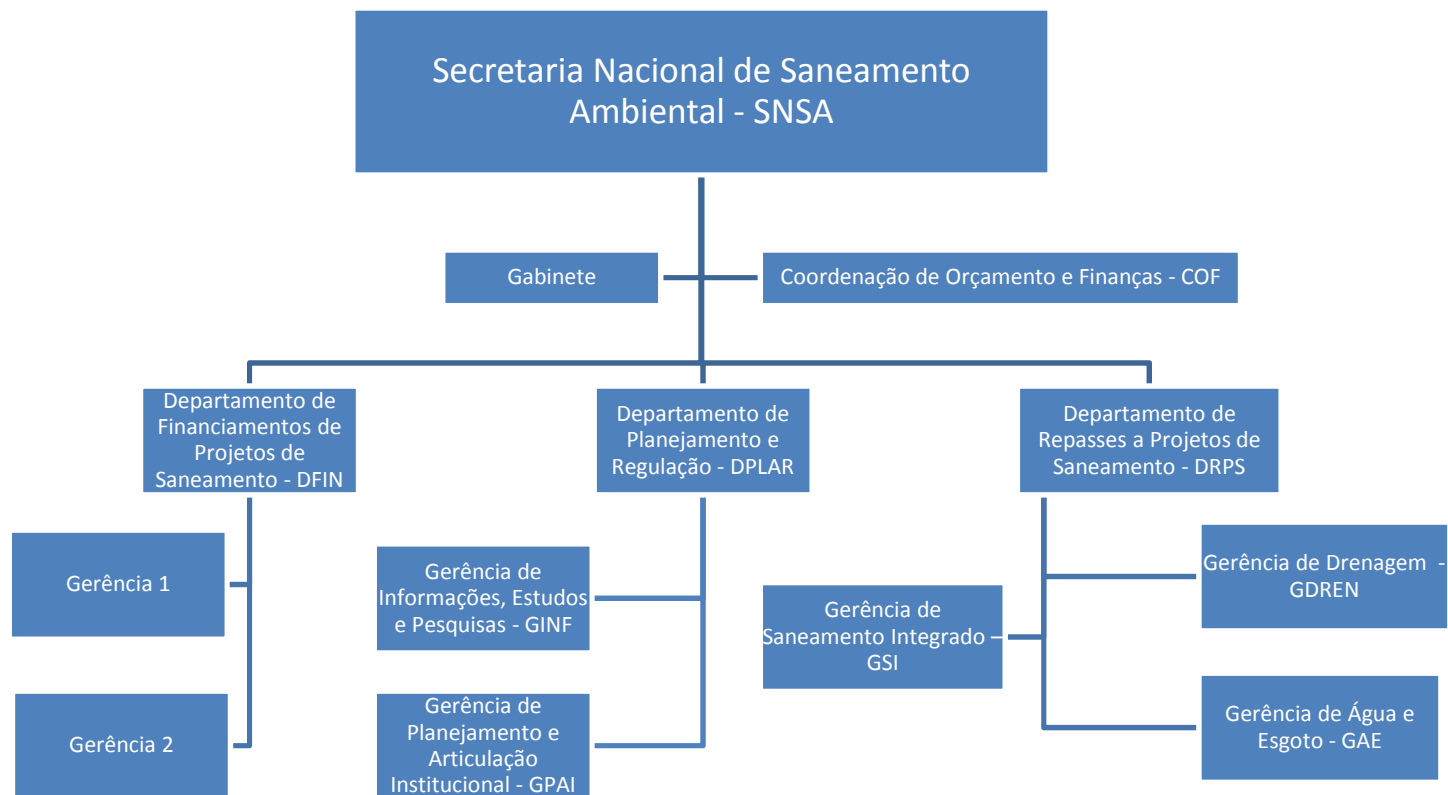 Secretaria Nacional de Saneamento
Ambiental - SNSA
Gabinete
Coordenação de Orçamento e Finanças - COF
Departamento de
Financiamentos de
Projetos de
Saneamento - DFIN
Departamento de
Planejamento e
Regulação - DPLAR
Departamento de
Repasses a Projetos de
Saneamento - DRPS
Gerência 1
Gerência 2
Gerência de
Informações, Estudos
e Pesquisas - GINF
Gerência de
Planejamento e
Articulação
Institucional - GPAI
Gerência de
Saneamento Integrado –
GSI
Gerência de Drenagem -
GDREN
Gerência de Água e
Esgoto - GAE